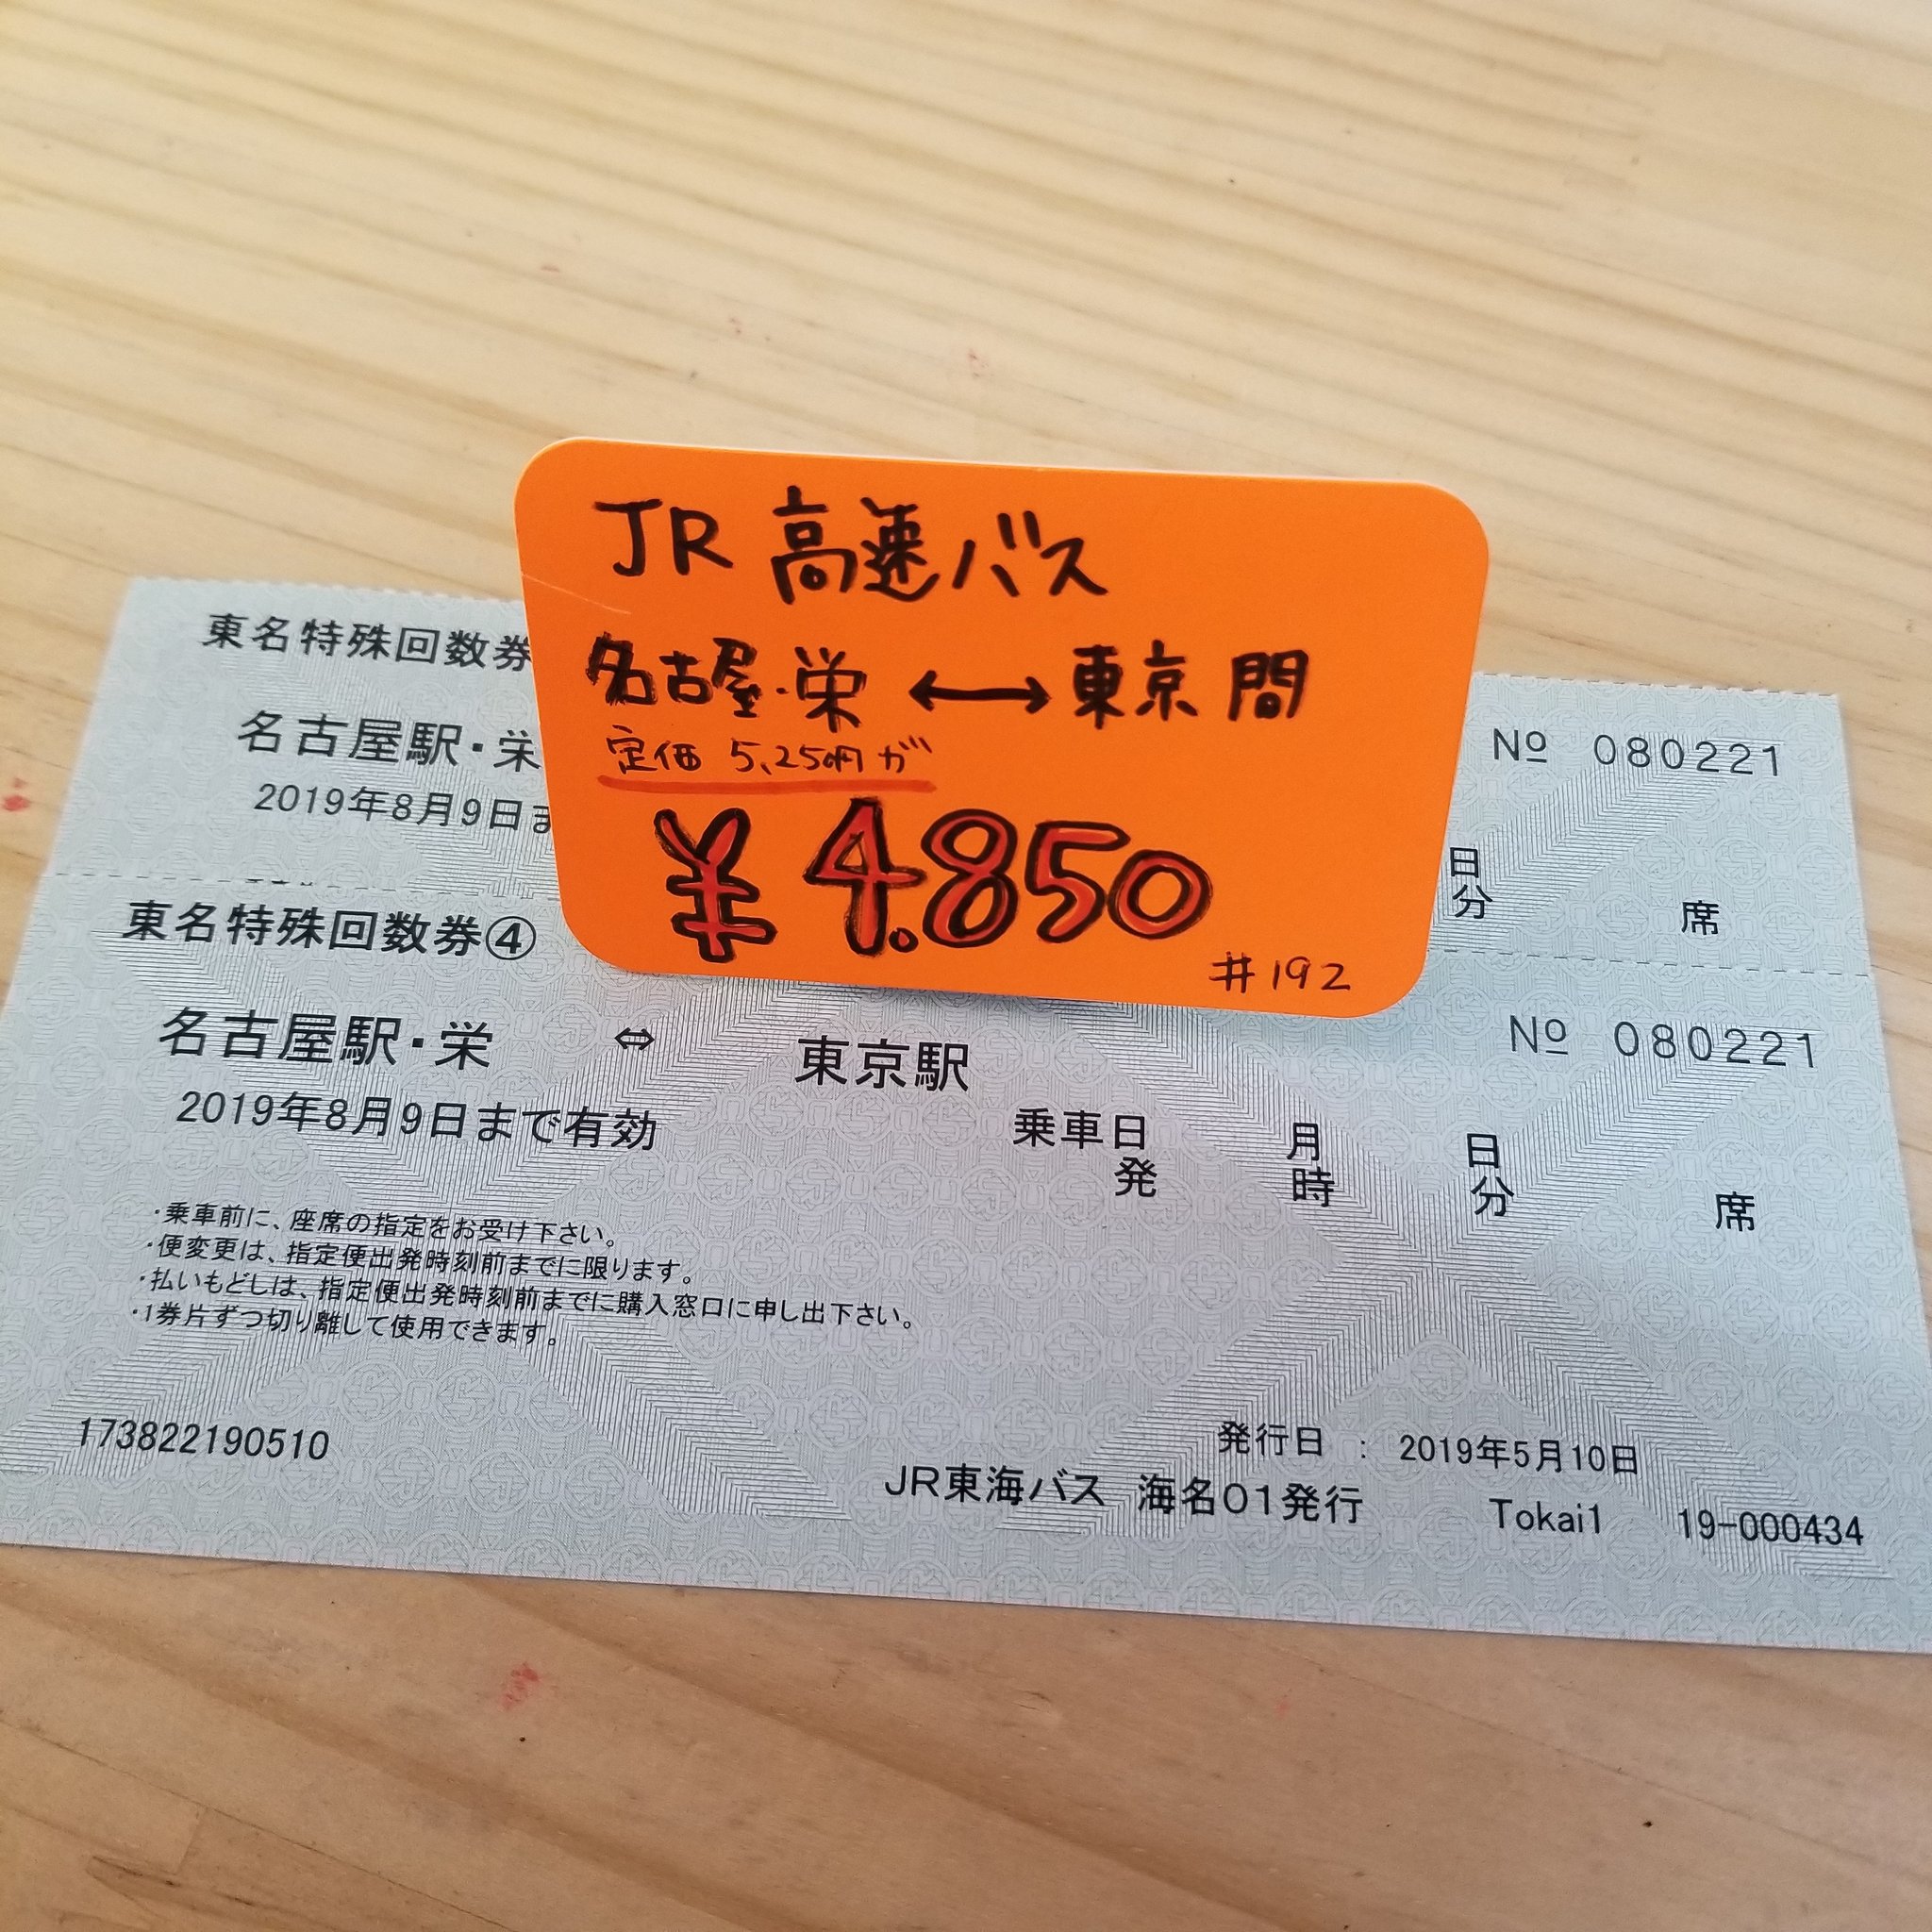 JR 高速バス
名古屋・栄 ←→ 東京 間
定価 5,250円が
¥ 4.850
#192
東名特殊回数券
名古屋駅・栄
2019年8月9日ま
No 080221
日
分
席
東名特殊回数券④
No 080221
名古屋駅・栄 ⇔ 東京駅
2019年8月9日まで有効
乗車日 月 日
発 時 分 席
・乗車前に、座席の指定をお受け下さい。
・便変更は、指定便出発時刻前までに限ります。
・払いもどしは、指定便出発時刻前までに購入窓口に申し出下さい。
・1券片ずつ切り離して使用できます。
173822190510
発行日 : 2019年5月10日
JR東海バス 海名01発行 Tokai1 19-000434